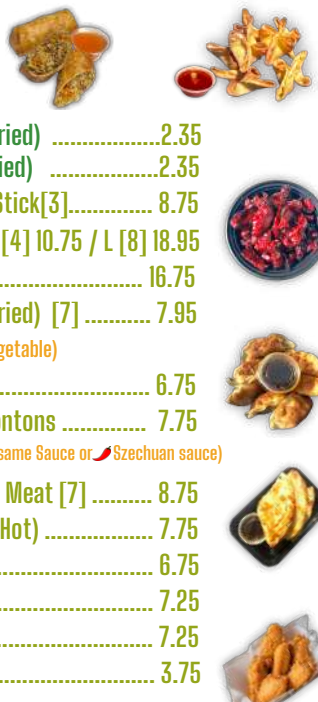 ried) ..................2.35
ied) ..................2.35
Stick[3].............. 8.75
[4] 10.75 / L [8] 18.95
........................ 16.75
ried) [7] ........... 7.95
getable)
.......................... 6.75
ntons .............. 7.75
same Sauce or Szechuan sauce)
Meat [7] .......... 8.75
Hot) .................. 7.75
.......................... 6.75
.......................... 7.25
.......................... 7.25
.......................... 3.75